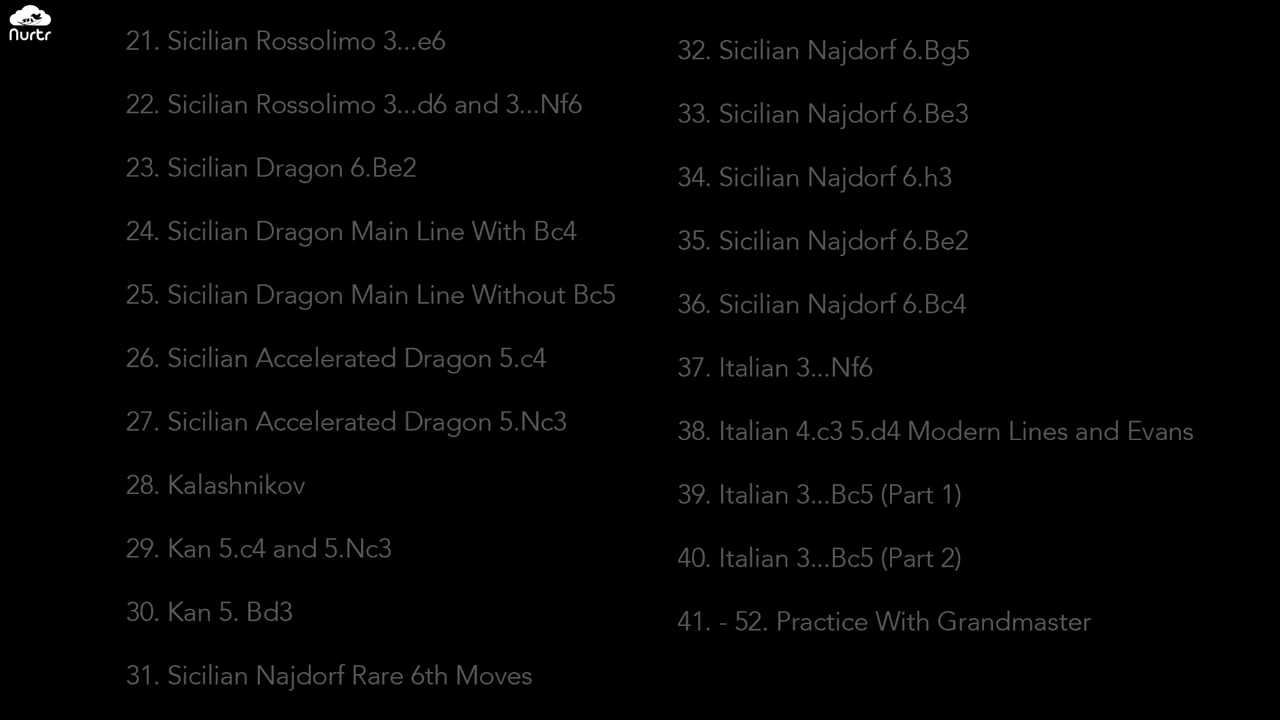 Nurtr
21. Sicilian Rossolimo 3...e6
22. Sicilian Rossolimo 3...d6 and 3...Nf6
23. Sicilian Dragon 6.Be2
24. Sicilian Dragon Main Line With Bc4
25. Sicilian Dragon Main Line Without Bc5
26. Sicilian Accelerated Dragon 5.c4
27. Sicilian Accelerated Dragon 5.Nc3
28. Kalashnikov
29. Kan 5.c4 and 5.Nc3
30. Kan 5. Bd3
31. Sicilian Najdorf Rare 6th Moves
32. Sicilian Najdorf 6.Bg5
33. Sicilian Najdorf 6.Be3
34. Sicilian Najdorf 6.h3
35. Sicilian Najdorf 6.Be2
36. Sicilian Najdorf 6.Bc4
37. Italian 3...Nf6
38. Italian 4.c3 5.d4 Modern Lines and Evans
39. Italian 3...Bc5 (Part 1)
40. Italian 3...Bc5 (Part 2)
41. - 52. Practice With Grandmaster